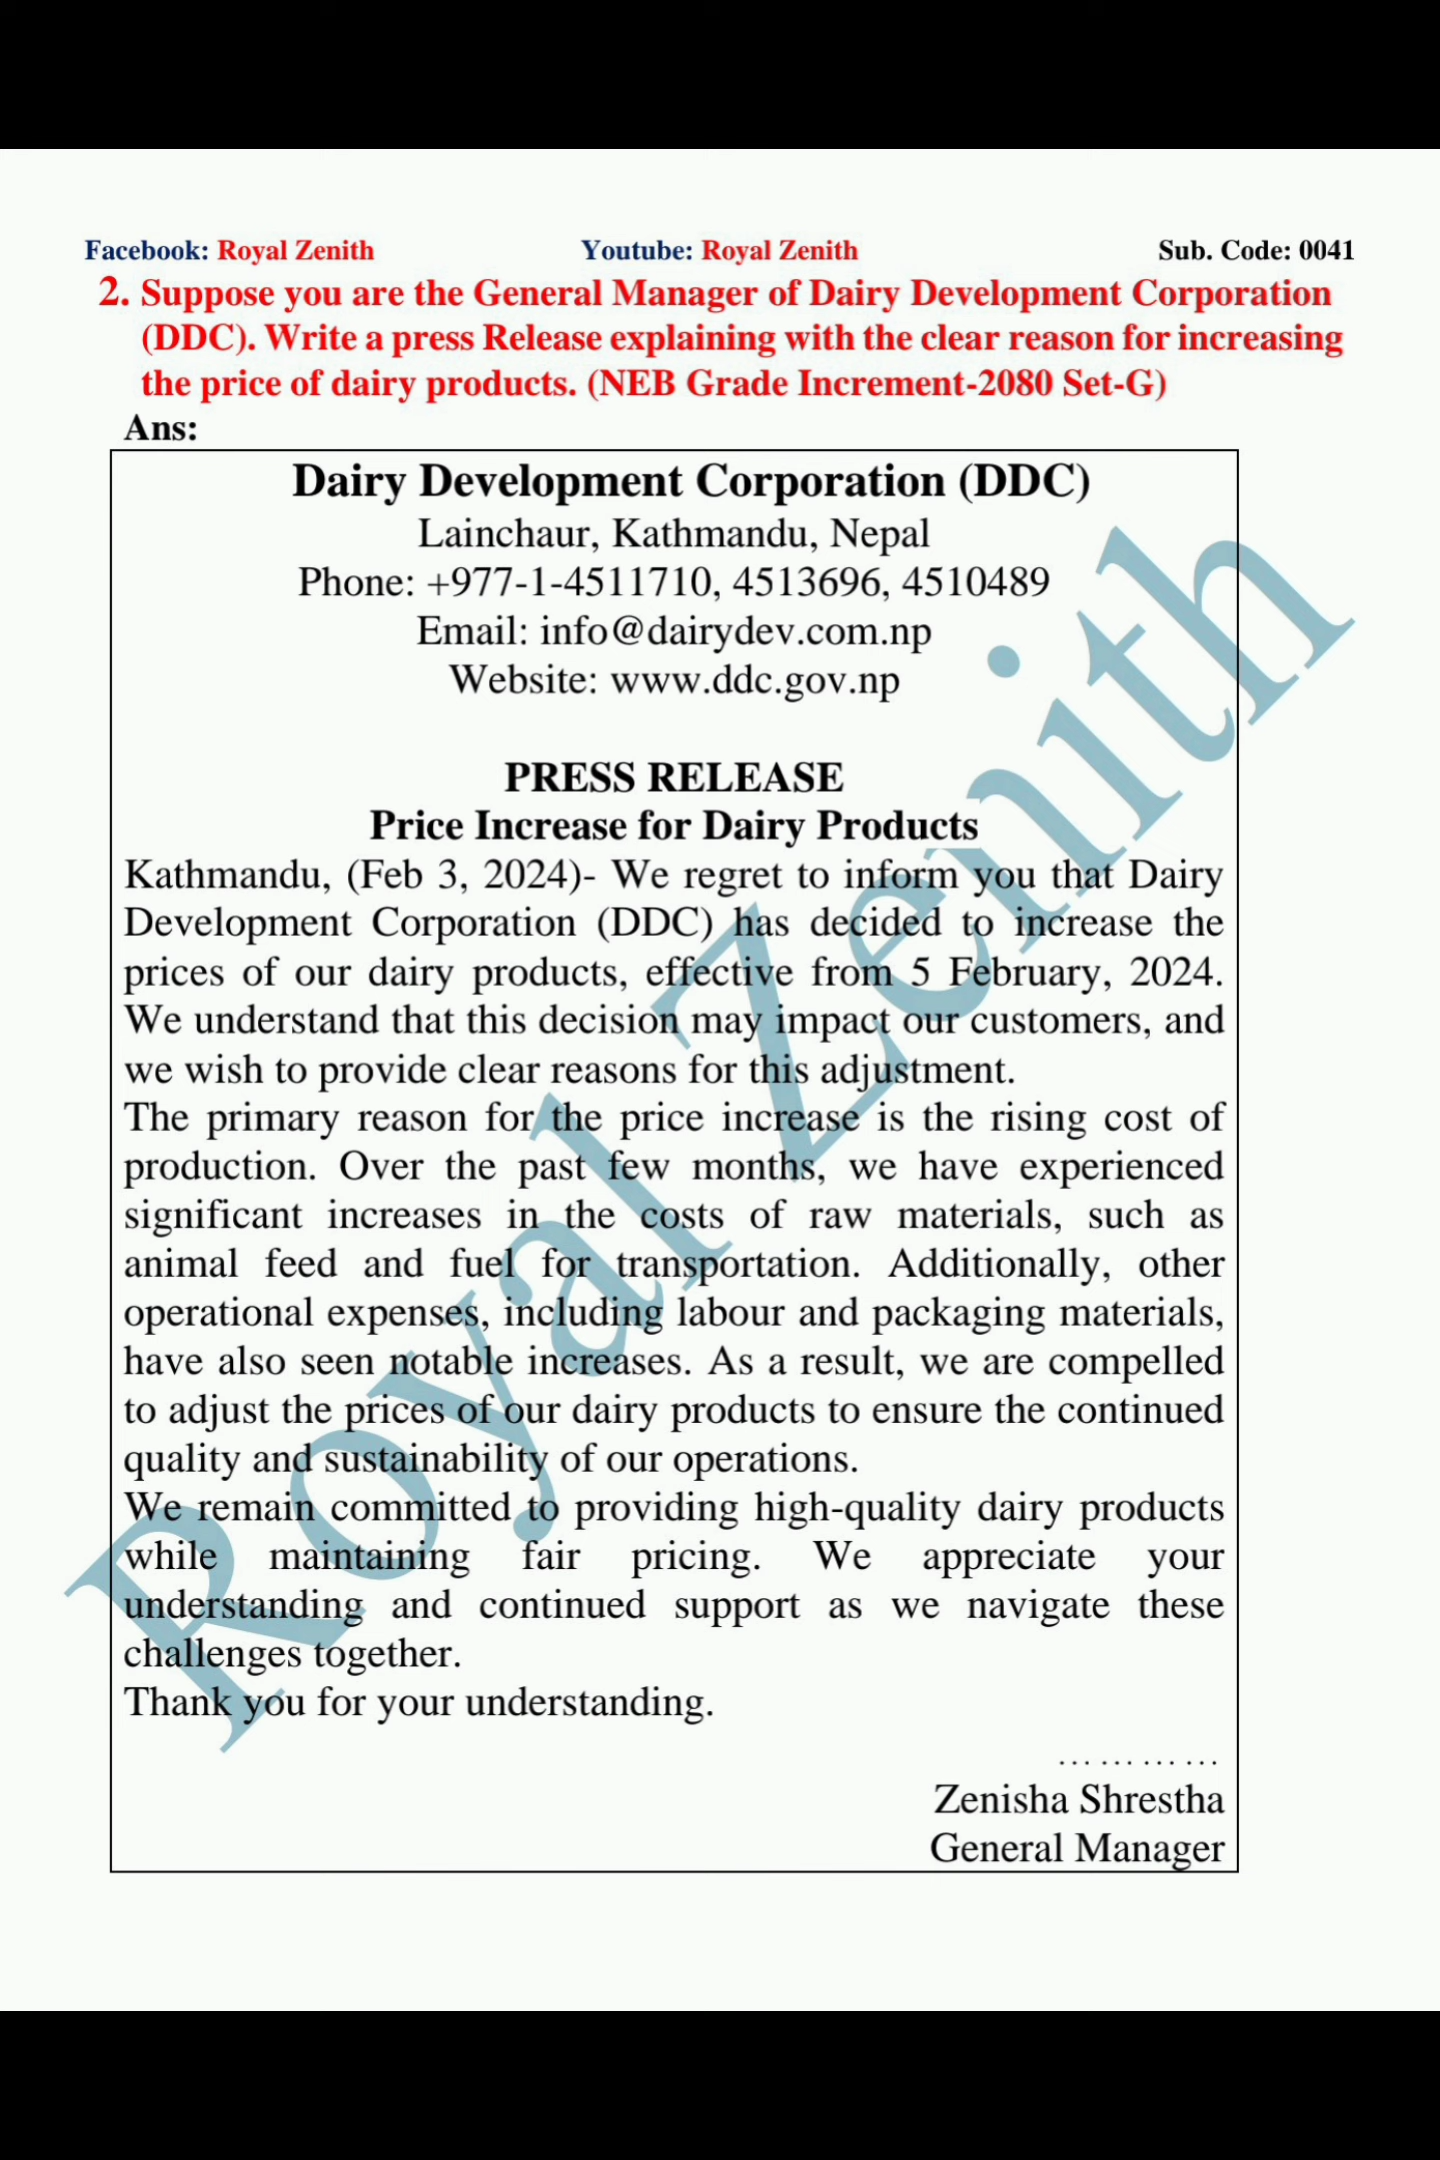 Facebook: Royal Zenith Youtube: Royal Zenith Sub. Code: 0041
2. Suppose you are the General Manager of Dairy Development Corporation
(DDC). Write a press Release explaining with the clear reason for increasing
the price of dairy products. (NEB Grade Increment-2080 Set-G)
Ans:
Dairy Development Corporation (DDC)
Lainchaur, Kathmandu, Nepal
Phone: +977-1-4511710, 4513696, 4510489
Email: info@dairydev.com.np
Website: www.ddc.gov.np
PRESS RELEASE
Price Increase for Dairy Products
Kathmandu, (Feb 3, 2024)- We regret to inform you that Dairy
Development Corporation (DDC) has decided to increase the
prices of our dairy products, effective from 5 February, 2024.
We understand that this decision may impact our customers, and
we wish to provide clear reasons for this adjustment.
The primary reason for the price increase is the rising cost of
production. Over the past few months, we have experienced
significant increases in the costs of raw materials, such as
animal feed and fuel for transportation. Additionally, other
operational expenses, including labour and packaging materials,
have also seen notable increases. As a result, we are compelled
to adjust the prices of our dairy products to ensure the continued
quality and sustainability of our operations.
We remain committed to providing high-quality dairy products
while maintaining fair pricing. We appreciate your
understanding and continued support as we navigate these
challenges together.
Thank you for your understanding.
… … … …
Zenisha Shrestha
General Manager
Royal Zenith